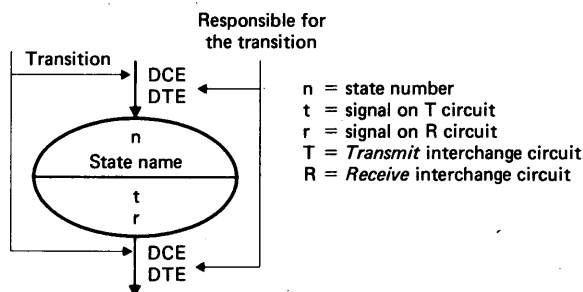 Responsible for
the transition
Transition
DCE
DTE
n
State name
t
r
DCE
DTE
n = state number
t = signal on T circuit
r = signal on R circuit
T = Transmit interchange circuit
R = Receive interchange circuit